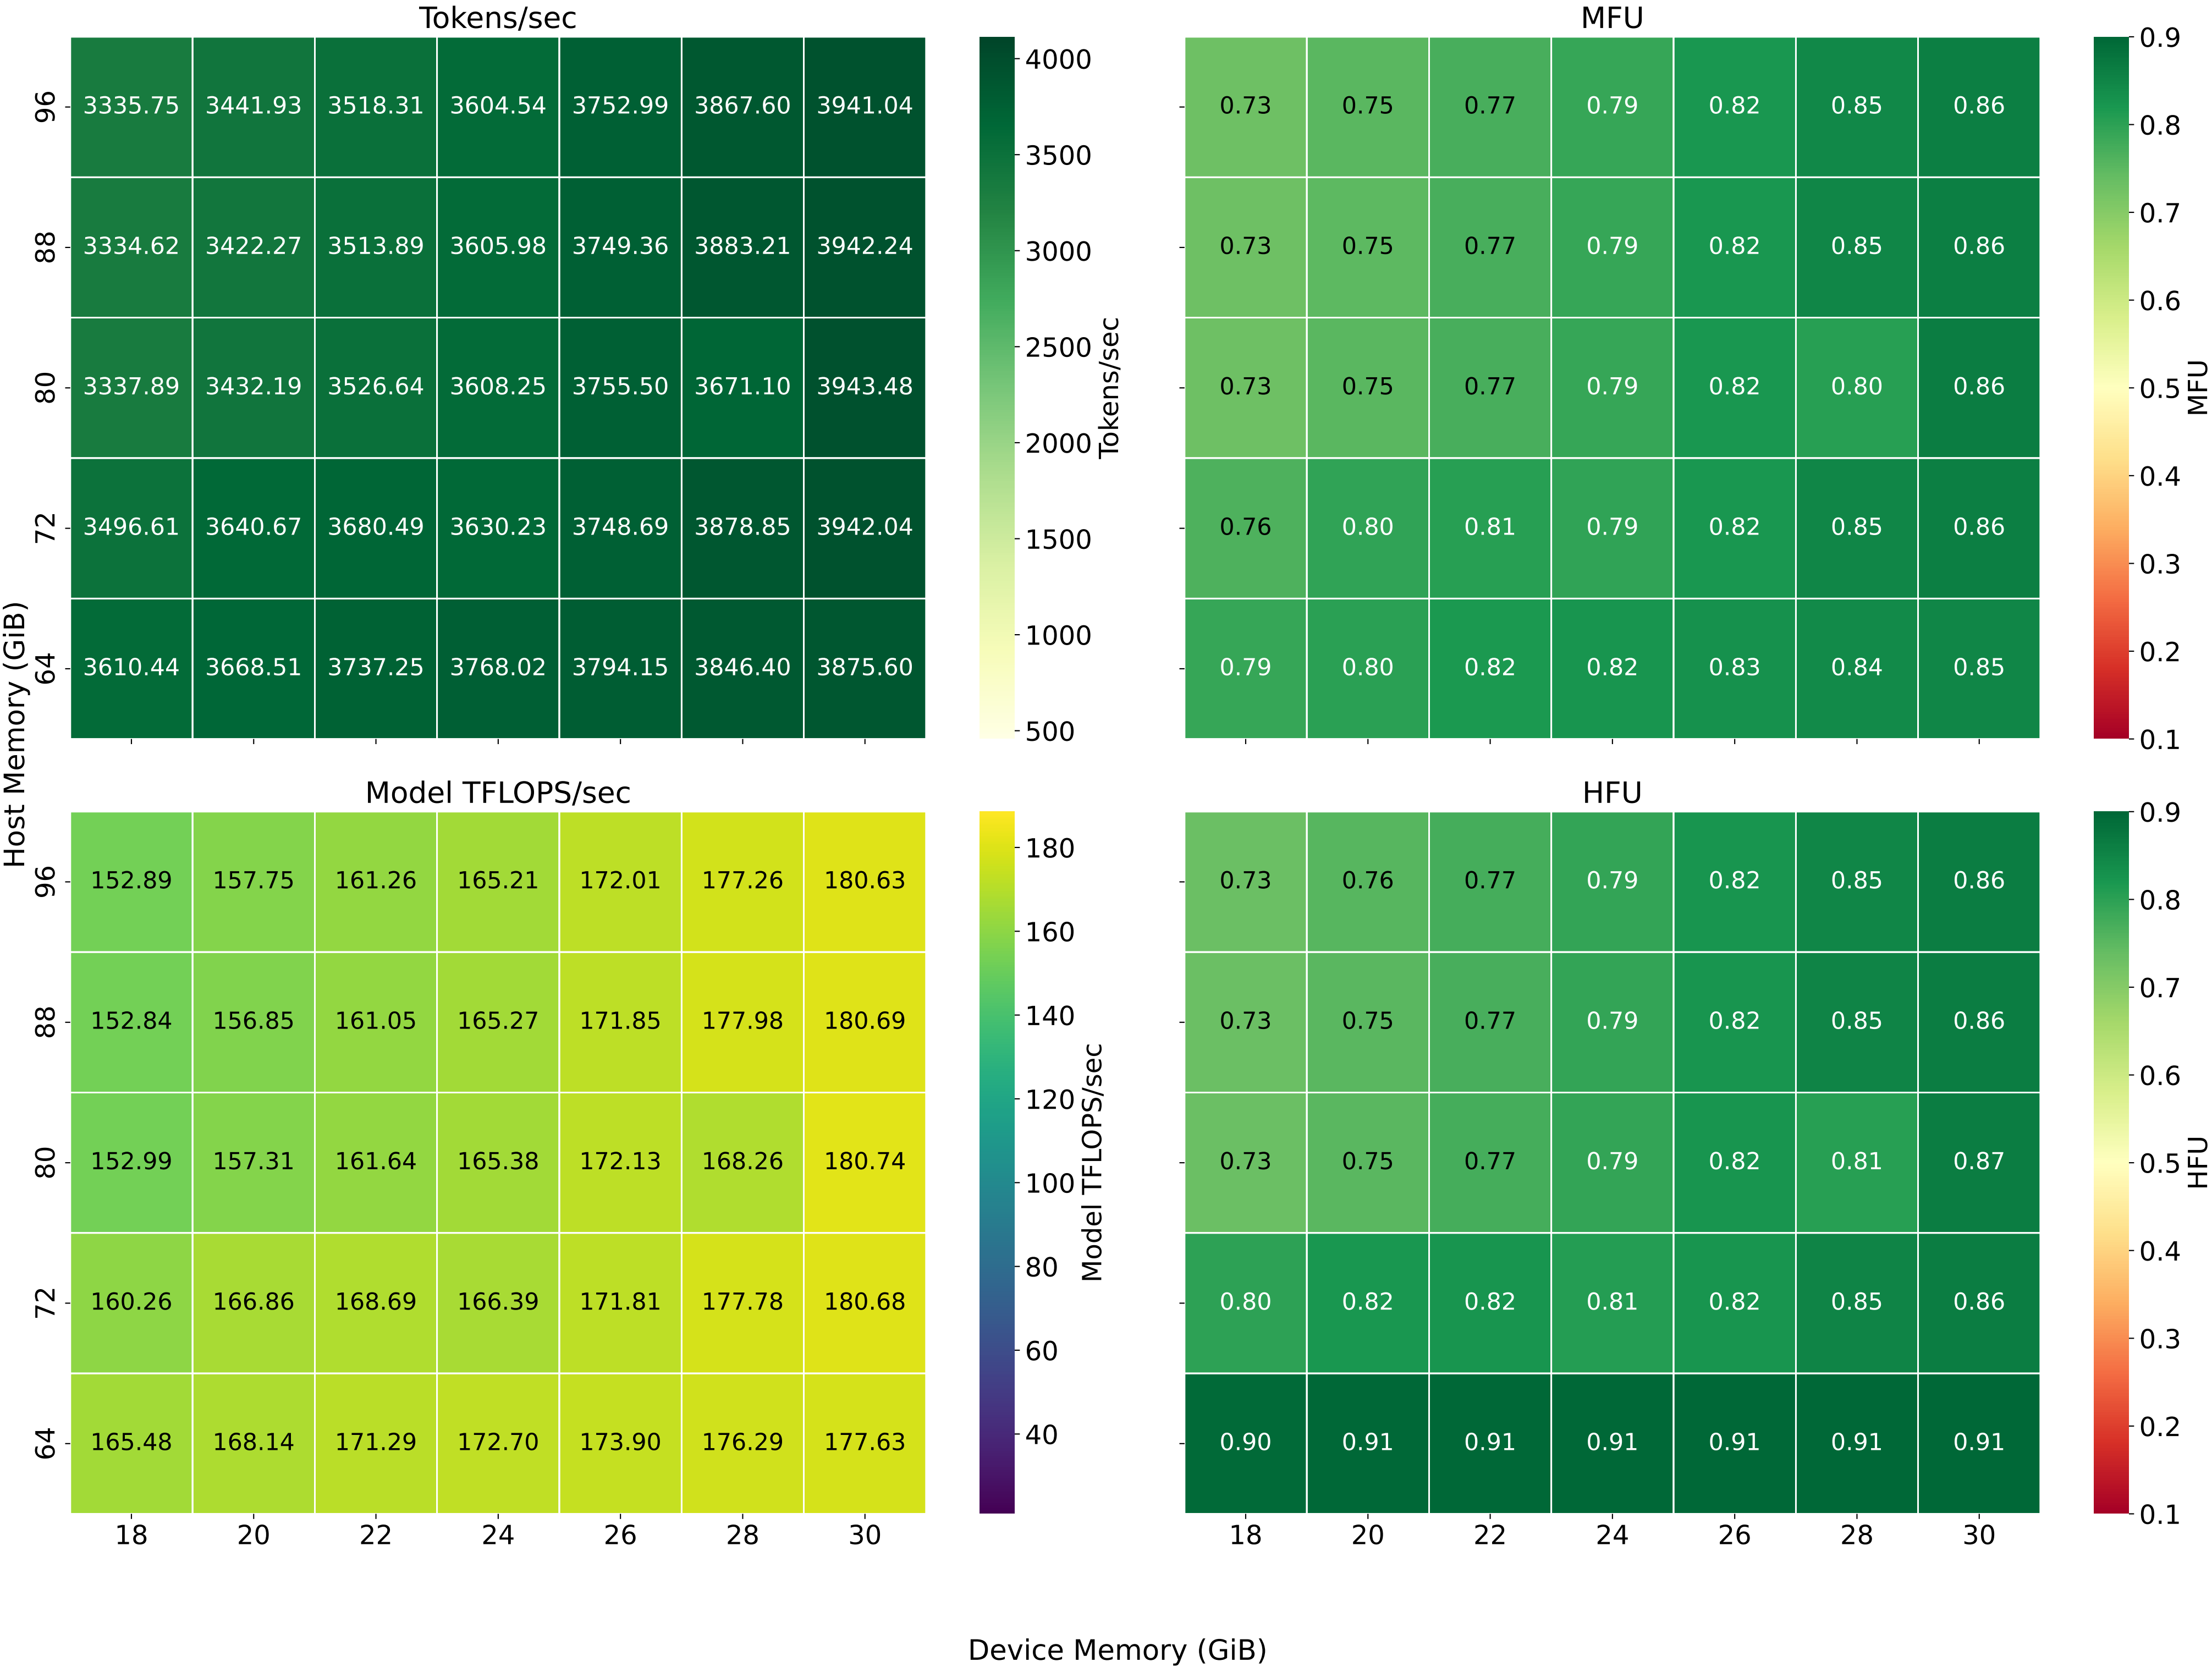 Tokens/sec
96 3335.75 3441.93 3518.31 3604.54 3752.99 3867.60 3941.04
88 3334.62 3422.27 3513.89 3605.98 3749.36 3883.21 3942.24
80 3337.89 3432.19 3526.64 3608.25 3755.50 3671.10 3943.48
72 3496.61 3640.67 3680.49 3630.23 3748.69 3878.85 3942.04
64 3610.44 3668.51 3737.25 3768.02 3794.15 3846.40 3875.60
4000
3500
3000
2500
2000
1500
1000
500
Tokens/sec
MFU
0.73 0.75 0.77 0.79 0.82 0.85 0.86
0.73 0.75 0.77 0.79 0.82 0.85 0.86
0.73 0.75 0.77 0.79 0.82 0.80 0.86
0.76 0.80 0.81 0.79 0.82 0.85 0.86
0.79 0.80 0.82 0.82 0.83 0.84 0.85
0.9
0.8
0.7
0.6
0.5
0.4
0.3
0.2
0.1
MFU
Host Memory (GiB)
Model TFLOPS/sec
96 152.89 157.75 161.26 165.21 172.01 177.26 180.63
88 152.84 156.85 161.05 165.27 171.85 177.98 180.69
80 152.99 157.31 161.64 165.38 172.13 168.26 180.74
72 160.26 166.86 168.69 166.39 171.81 177.78 180.68
64 165.48 168.14 171.29 172.70 173.90 176.29 177.63
18 20 22 24 26 28 30
180
160
140
120
100
80
60
40
Model TFLOPS/sec
HFU
0.73 0.76 0.77 0.79 0.82 0.85 0.86
0.73 0.75 0.77 0.79 0.82 0.85 0.86
0.73 0.75 0.77 0.79 0.82 0.81 0.87
0.80 0.82 0.82 0.81 0.82 0.85 0.86
0.90 0.91 0.91 0.91 0.91 0.91 0.91
18 20 22 24 26 28 30
0.9
0.8
0.7
0.6
0.5
0.4
0.3
0.2
0.1
HFU
Device Memory (GiB)